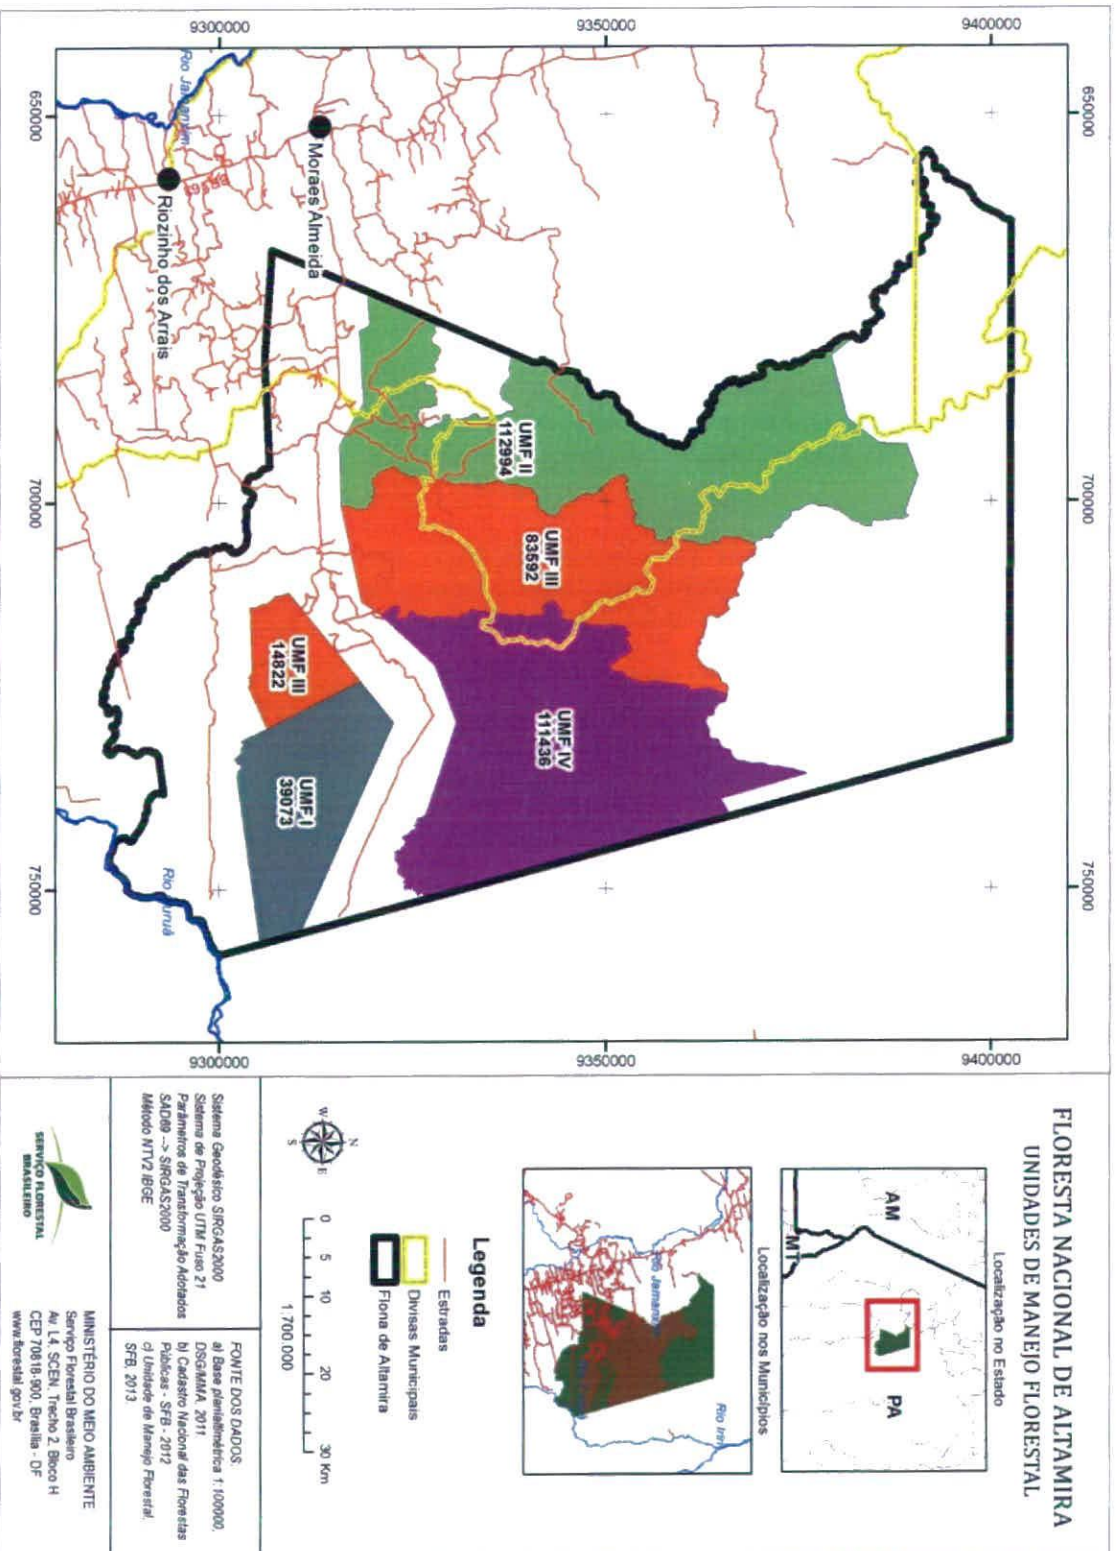 FLORESTA NACIONAL DE ALTAMIRA
UNIDADES DE MANEJO FLORESTAL
650000
700000
750000
9400000
9350000
9300000
9400000
9350000
9300000
650000
700000
750000
UMF II
112994
UMF III
83592
UMF IV
111436
UMF III
14822
UMF I
39073
Moraes Almeida
Riozinho dos Arrais
Rio Jamanxim
Localização no Estado
AM
PA
MT
Localização nos Municípios
Rio Jamanxim
Legenda
Estradas
Divisas Municipais
Flona de Altamira
N
W
E
S
0 5 10 20 30 Km
1:700.000
Sistema Geodésico SIRGAS2000
Sistema de Projeção UTM Fuso 21
Parâmetros de Transformação Adotados
SAD69 --> SIRGAS2000
Método NTV2 IBGE
FONTE DOS DADOS:
a) Base planialtimétrica 1:100000,
DSG/MMA, 2011
b) Cadastro Nacional das Florestas
Públicas - SFB - 2012
c) Unidade de Manejo Florestal,
SFB, 2013
SERVIÇO FLORESTAL
BRASILEIRO
MINISTÉRIO DO MEIO AMBIENTE
Serviço Florestal Brasileiro
Av. L4, SCEN, Trecho 2, Bloco H
CEP 70818-900, Brasília - DF
www.florestal.gov.br